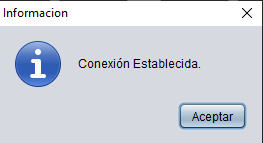 Informacion
Conexión Establecida.
Aceptar